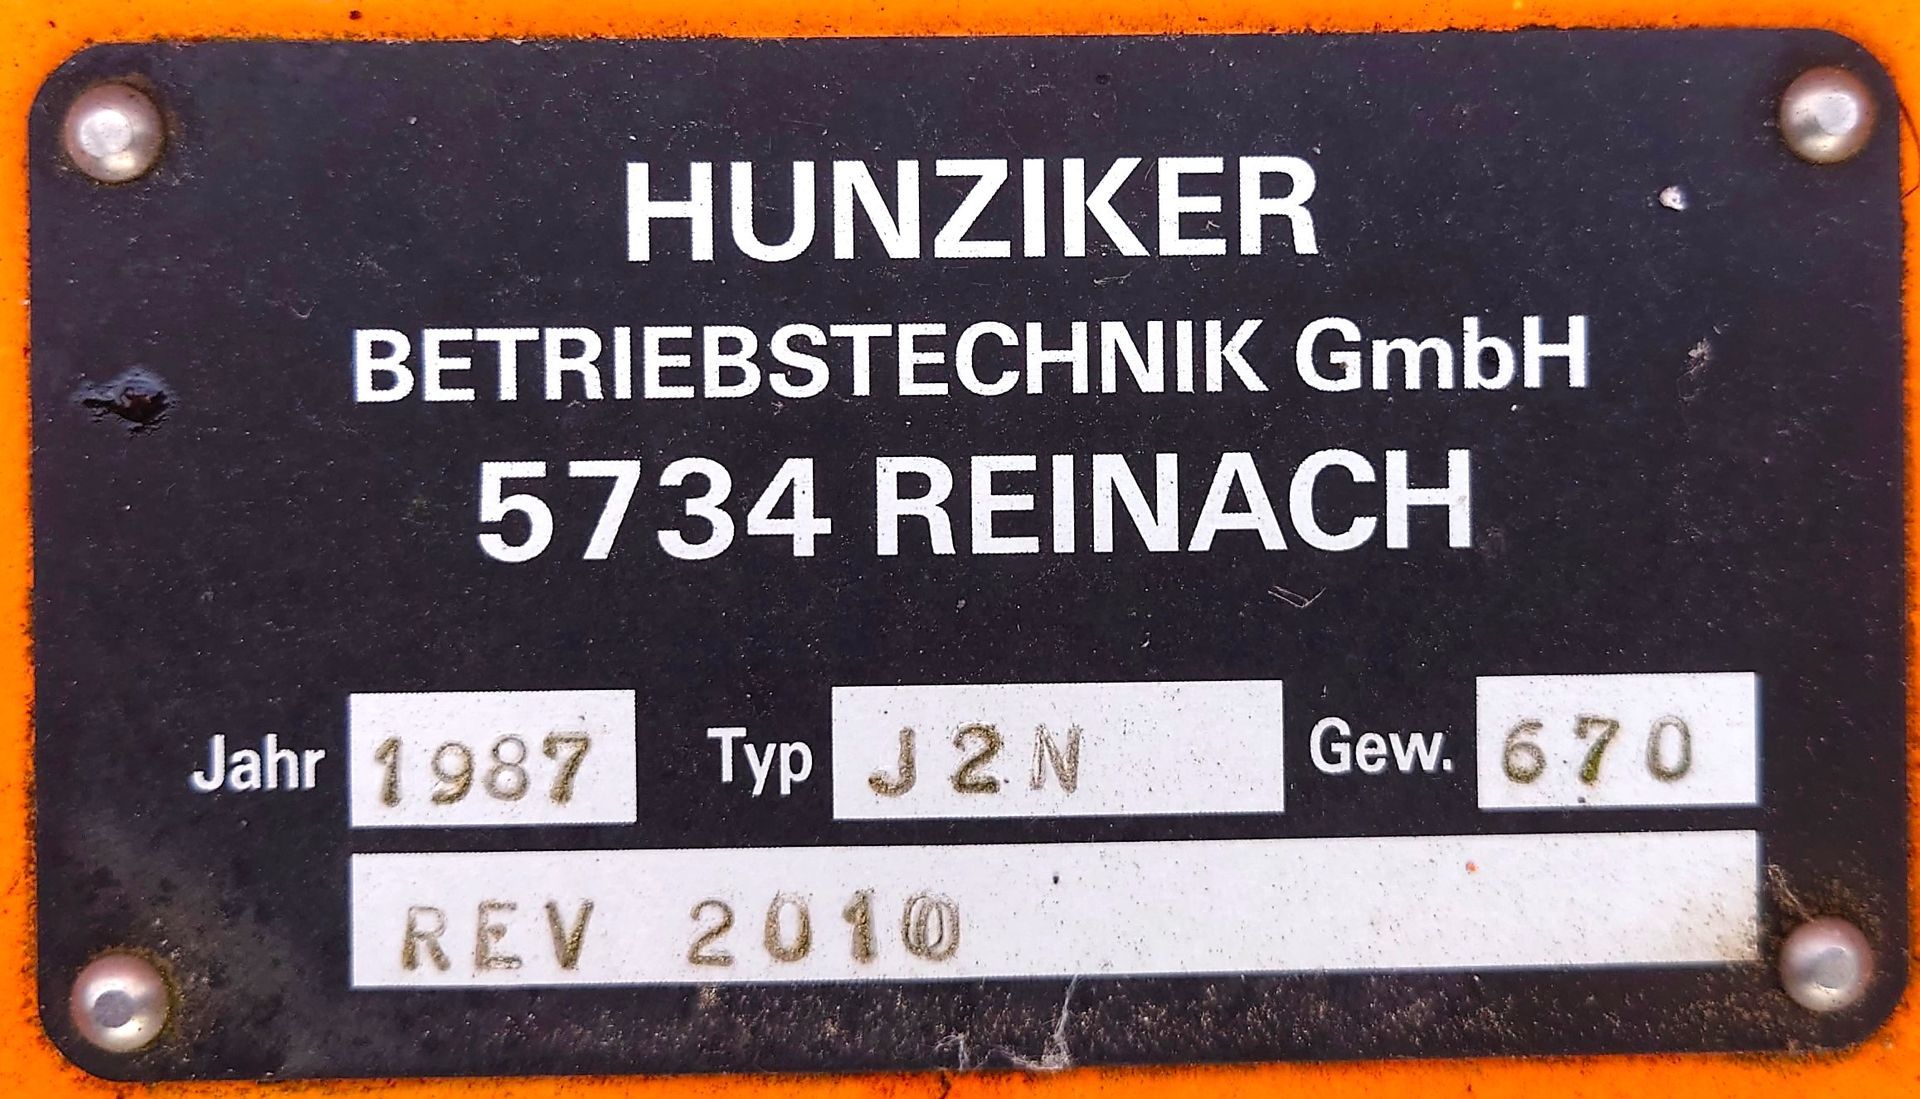 HUNZIKER
BETRIEBSTECHNIK GmbH
5734 REINACH
Jahr 1987 Typ J2N Gew. 670
REV 2010